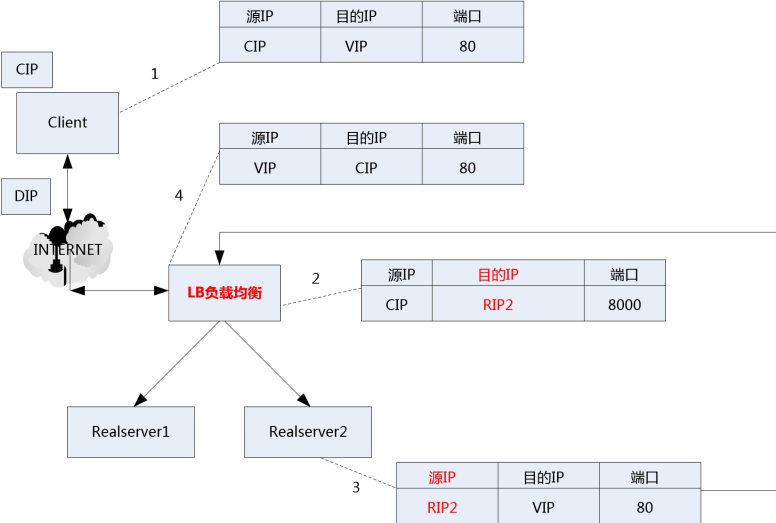 源IP 目的IP 端口
CIP VIP 80
CIP
1
Client
源IP 目的IP 端口
VIP CIP 80
4
DIP
INTERNET
LB负载均衡
2
源IP 目的IP 端口
CIP RIP2 8000
Realserver1
Realserver2
3
源IP 目的IP 端口
RIP2 VIP 80